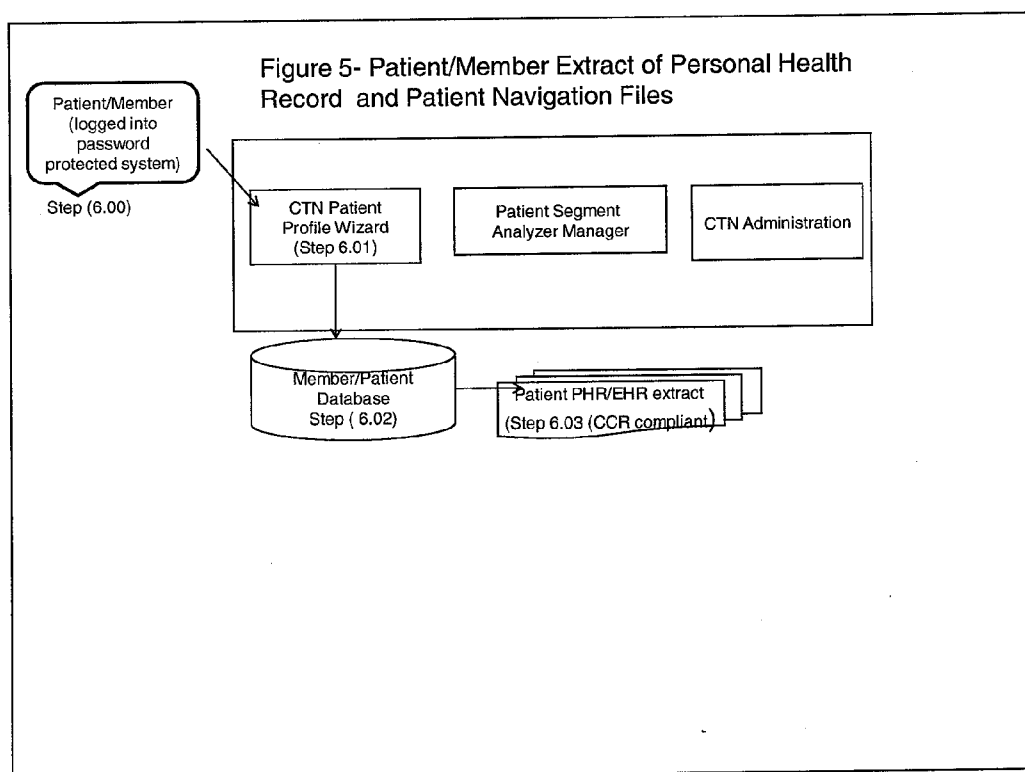 Figure 5- Patient/Member Extract of Personal Health
Record and Patient Navigation Files
Patient/Member
(logged into
password
protected system)
Step (6.00)
CTN Patient
Profile Wizard
(Step 6.01)
Patient Segment
Analyzer Manager
CTN Administration
Member/Patient
Database
Step ( 6.02)
Patient PHR/EHR extract
(Step 6.03 (CCR compliant)